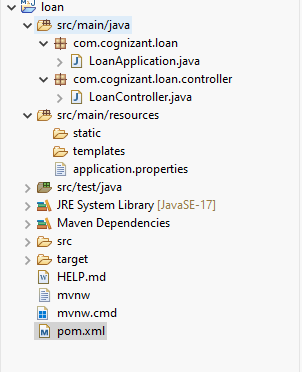 loan
src/main/java
com.cognizant.loan
LoanApplication.java
com.cognizant.loan.controller
LoanController.java
src/main/resources
static
templates
application.properties
src/test/java
JRE System Library [JavaSE-17]
Maven Dependencies
src
target
HELP.md
mvnw
mvnw.cmd
pom.xml